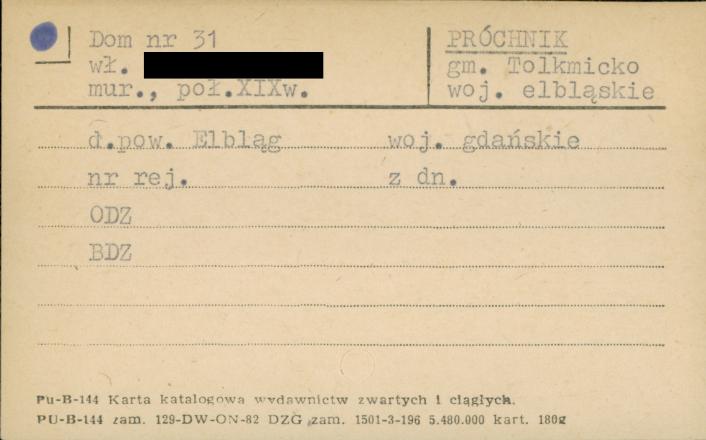 Dom nr 31
wł.
mur., poł.XIXw.
PRÓCHNIK
gm. Tolkmicko
woj. elbląskie
d.pow. Elbląg woj. gdańskie
nr rej. z dn.
ODZ
BDZ
Pu-B-144 Karta katalogowa wydawnictw zwartych i ciągłych.
PU-B-144 zam. 129-DW-ON-82 DZG zam. 1501-3-196 5.480.000 kart. 180g